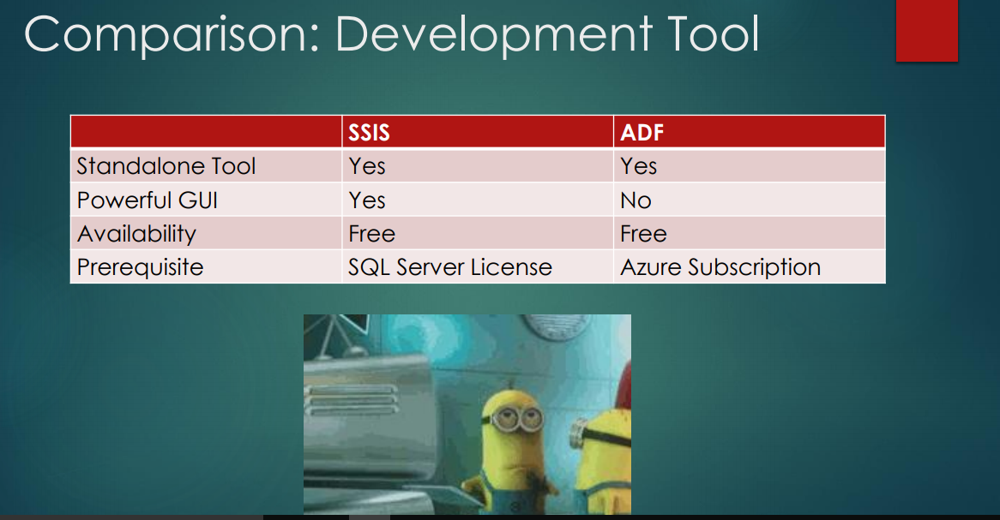 Comparison: Development Tool
SSIS ADF
Standalone Tool Yes Yes
Powerful GUI Yes No
Availability Free Free
Prerequisite SQL Server License Azure Subscription